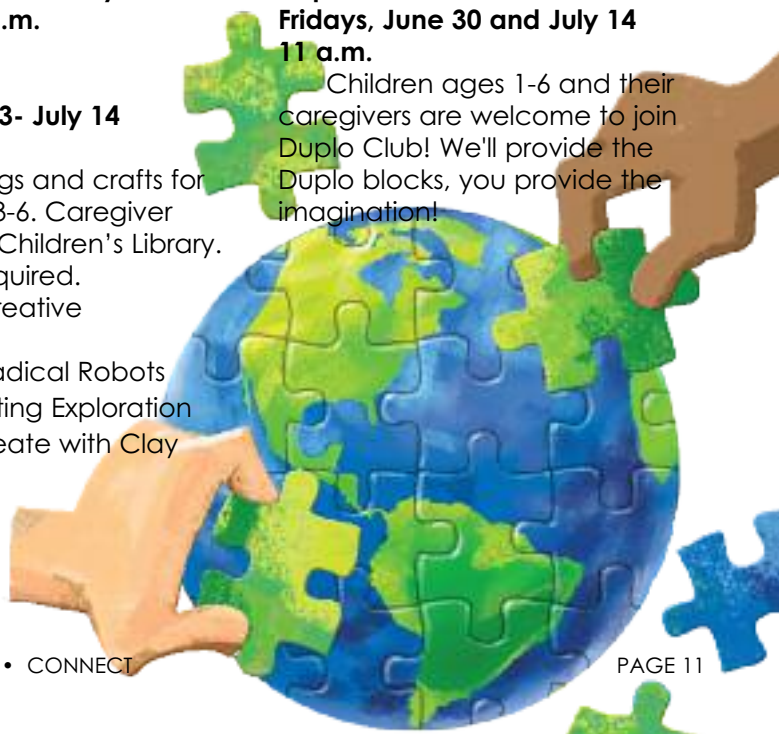 .m.
3- July 14
gs and crafts for
3-6. Caregiver
Children’s Library.
quired.
reative
adical Robots
ting Exploration
eate with Clay
Fridays, June 30 and July 14
11 a.m.
Children ages 1-6 and their
caregivers are welcome to join
Duplo Club! We'll provide the
Duplo blocks, you provide the
imagination!
• CONNECT
PAGE 11